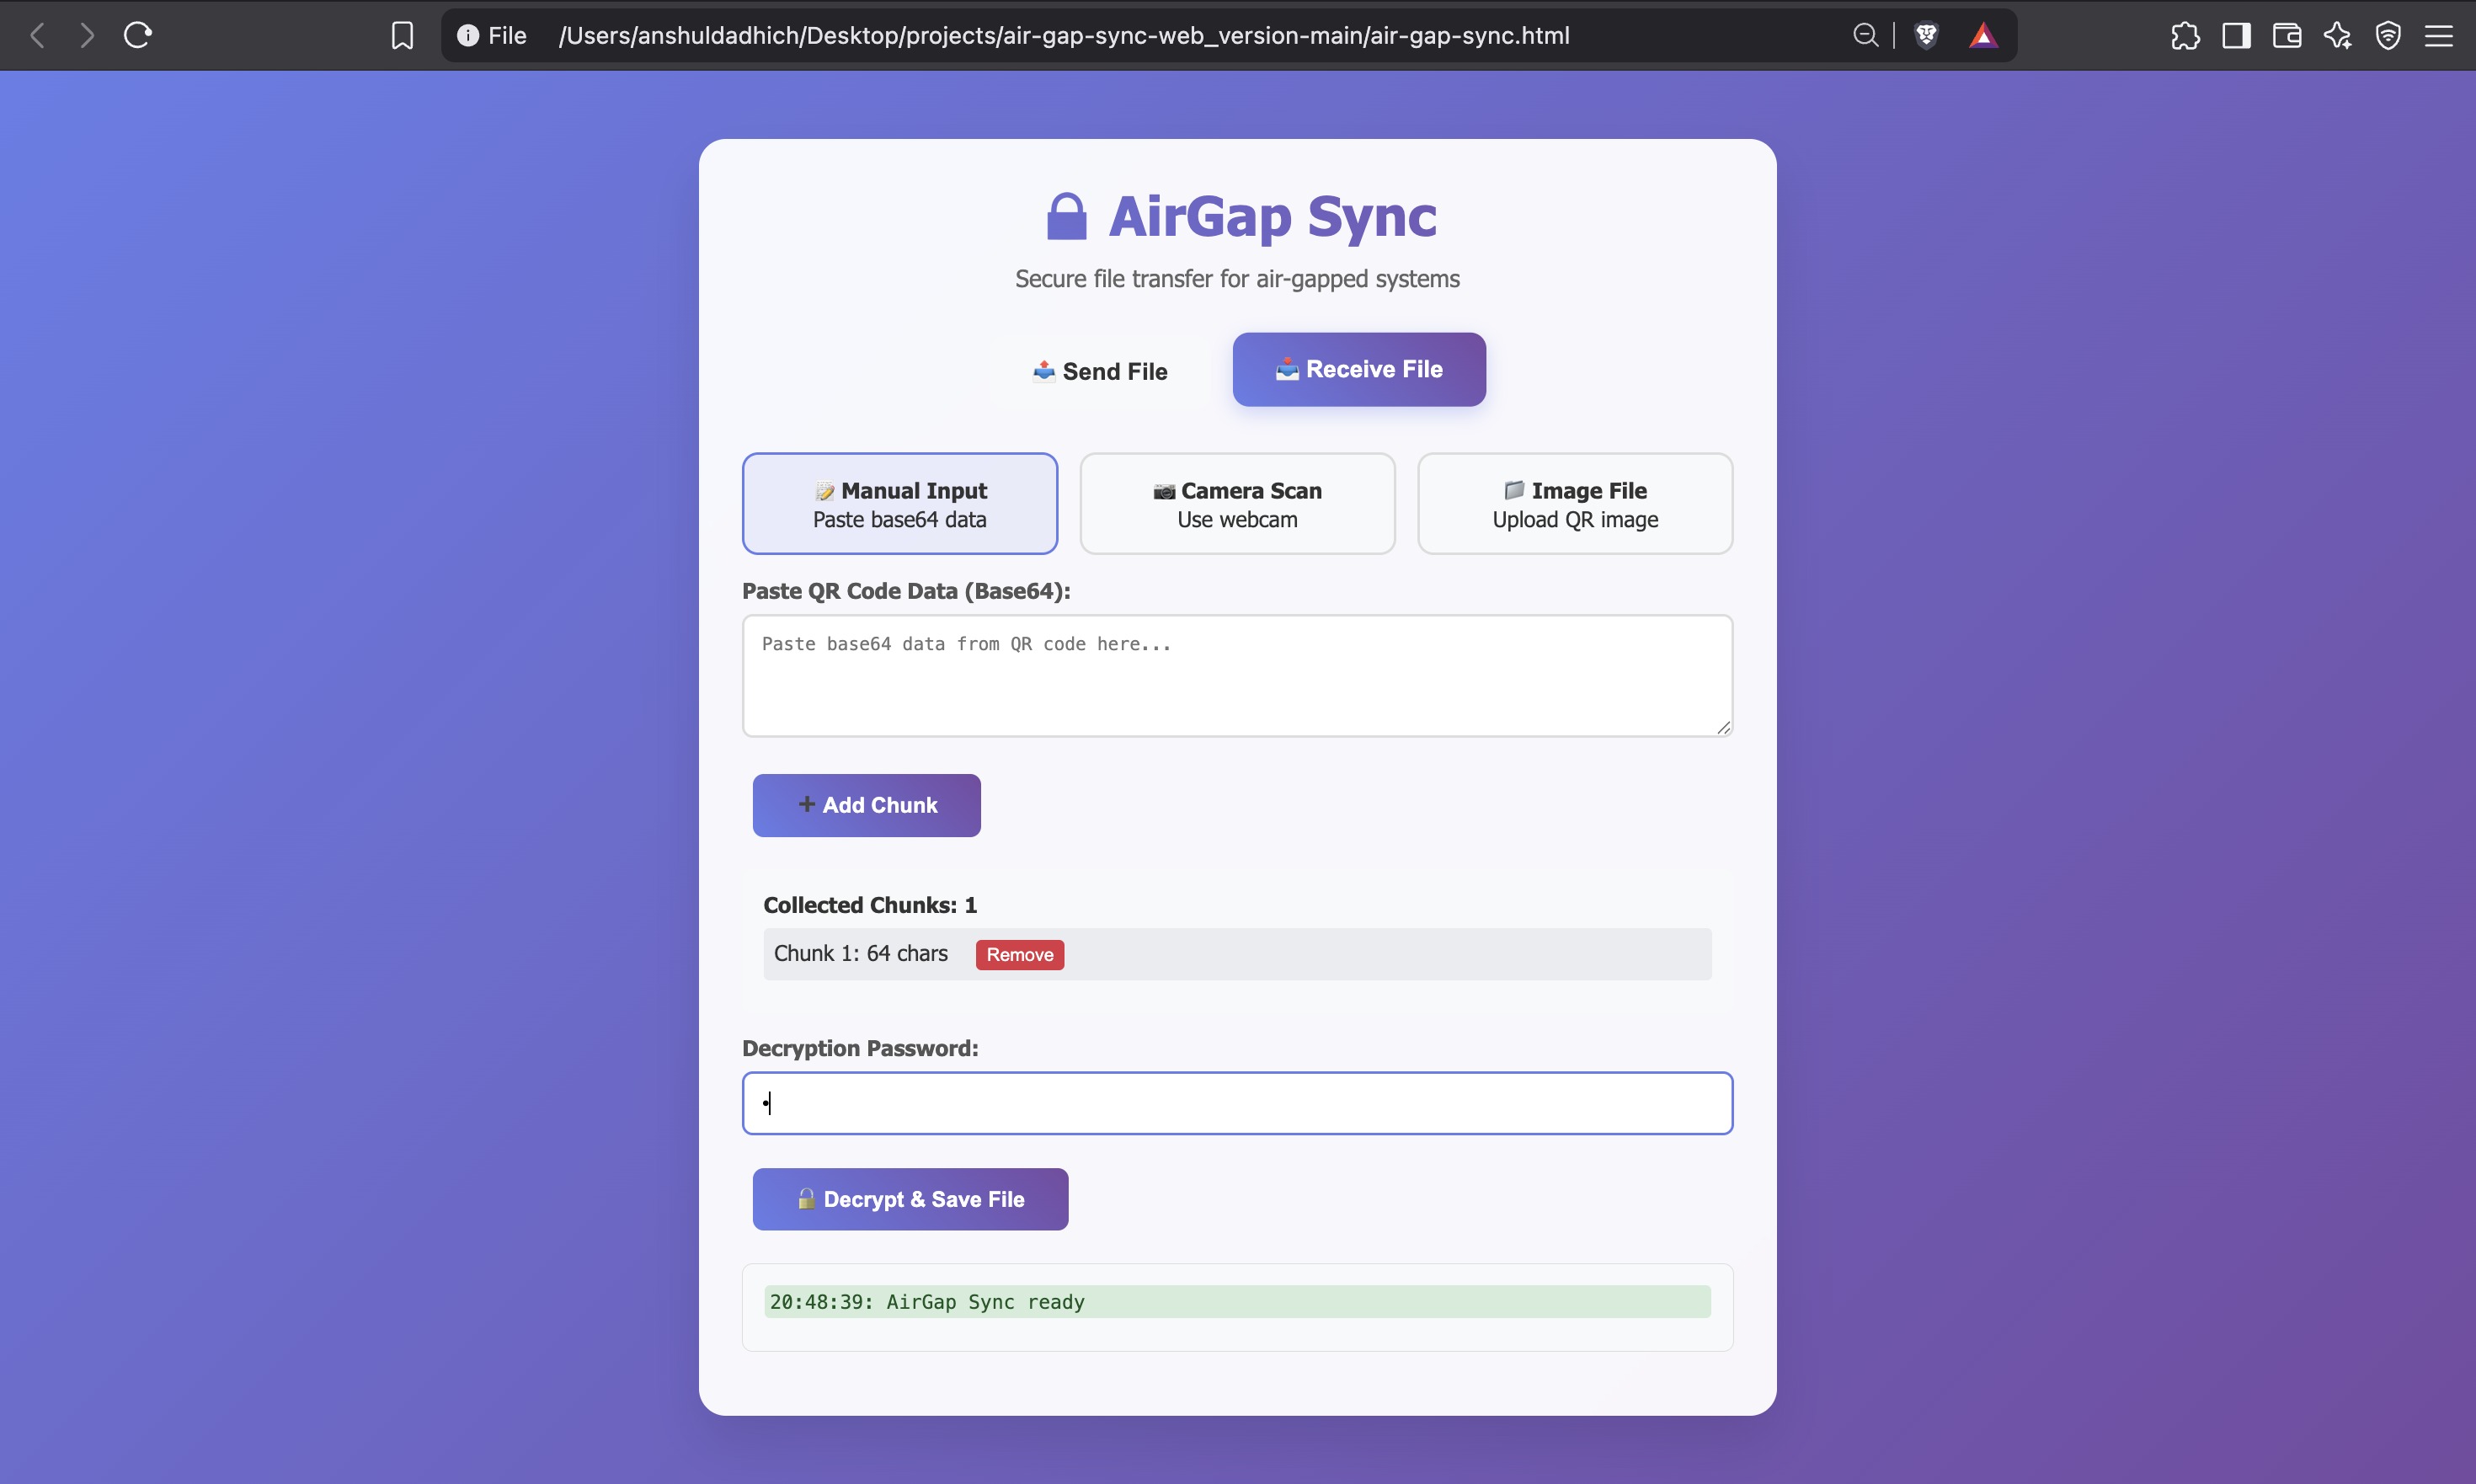 File /Users/anshuldadhich/Desktop/projects/air-gap-sync-web_version-main/air-gap-sync.html
AirGap Sync
Secure file transfer for air-gapped systems
Send File
Receive File
Manual Input
Paste base64 data
Camera Scan
Use webcam
Image File
Upload QR image
Paste QR Code Data (Base64):
Paste base64 data from QR code here...
+ Add Chunk
Collected Chunks: 1
Chunk 1: 64 chars Remove
Decryption Password:
•
Decrypt & Save File
20:48:39: AirGap Sync ready